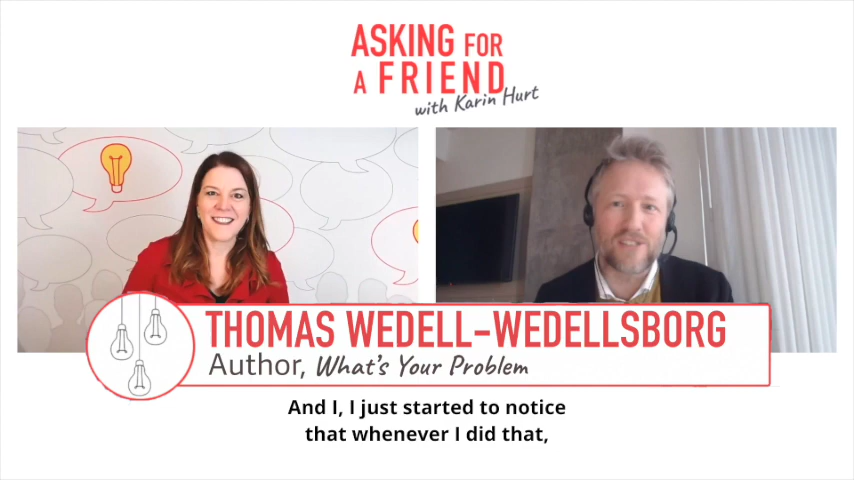 ASKING FOR
A FRIEND
with Karin Hurt
THOMAS WEDELL-WEDELLSBORG
Author, What's Your Problem
And I, I just started to notice
that whenever I did that,